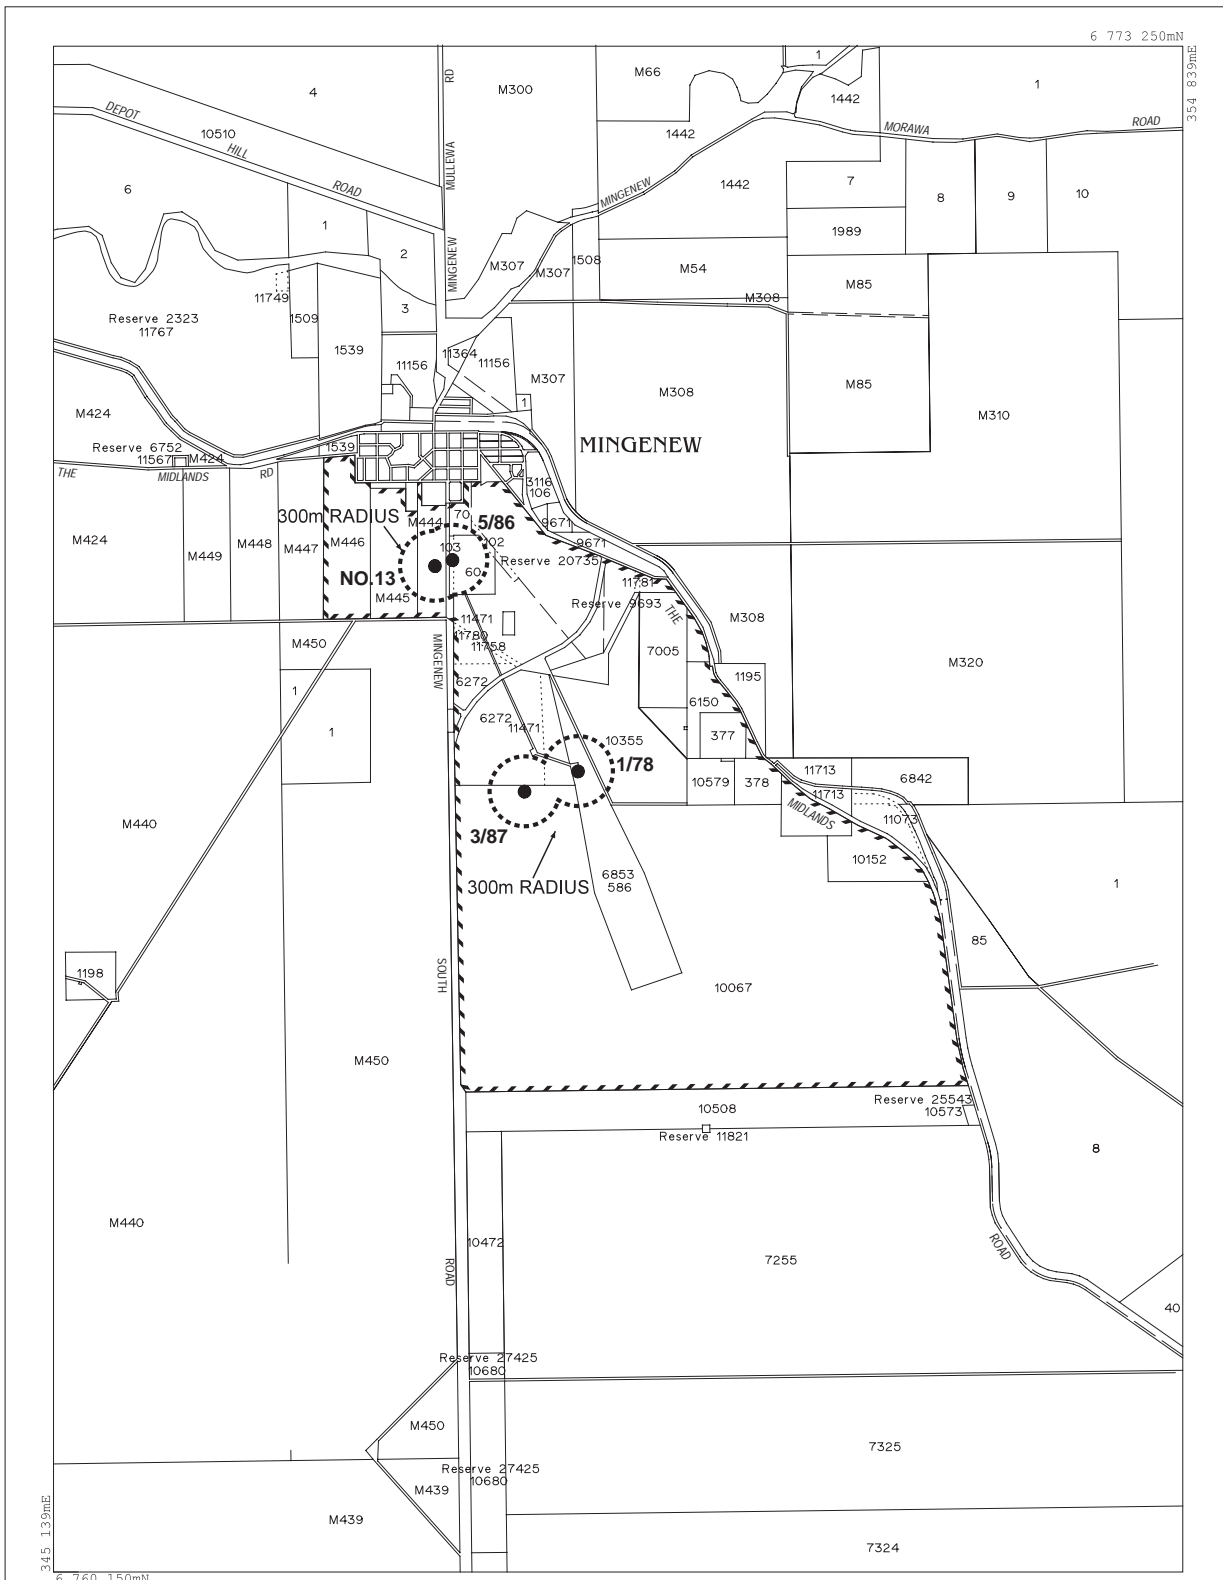 6 773 250mN
354 839mE
4
RD
M300
M66
1
1442
1
DEPOT
10510
HILL
MULLEWA
1442
MORAWA
ROAD
6
ROAD
MINGENEW
1442
7
8
9
10
1
2
MINGENEW
M307
M307
1508
1989
M54
M308
M85
11749
3
Reserve 2323
11767
1509
1539
11364
11156
11156
M307
M308
M85
M310
M424
1
MINGENEW
Reserve 6752
11567
M424
1539
THE
MIDLANDS
RD
3116
106
300m RADIUS
M444
70
5/86
9671
M424
M449
M448
M447
M446
103
102
9671
Reserve 20735
NO.13
60
11781
M445
Reserve 9693
THE
11471
11780
11758
M308
M450
MINGENEW
7005
M320
1195
1
6272
6150
6272
11471
377
1
10355
1/78
10579
378
11713
6842
11713
M440
3/87
MIDLANDS
11073
10152
300m RADIUS
6853
586
1
85
1198
SOUTH
10067
M450
10508
Reserve 25543
10573
Reserve 11821
8
M440
10472
ROAD
7255
ROAD
40
Reserve 27425
10680
M450
7325
Reserve 27425
10680
M439
M439
7324
345 139mE
6 760 150mN